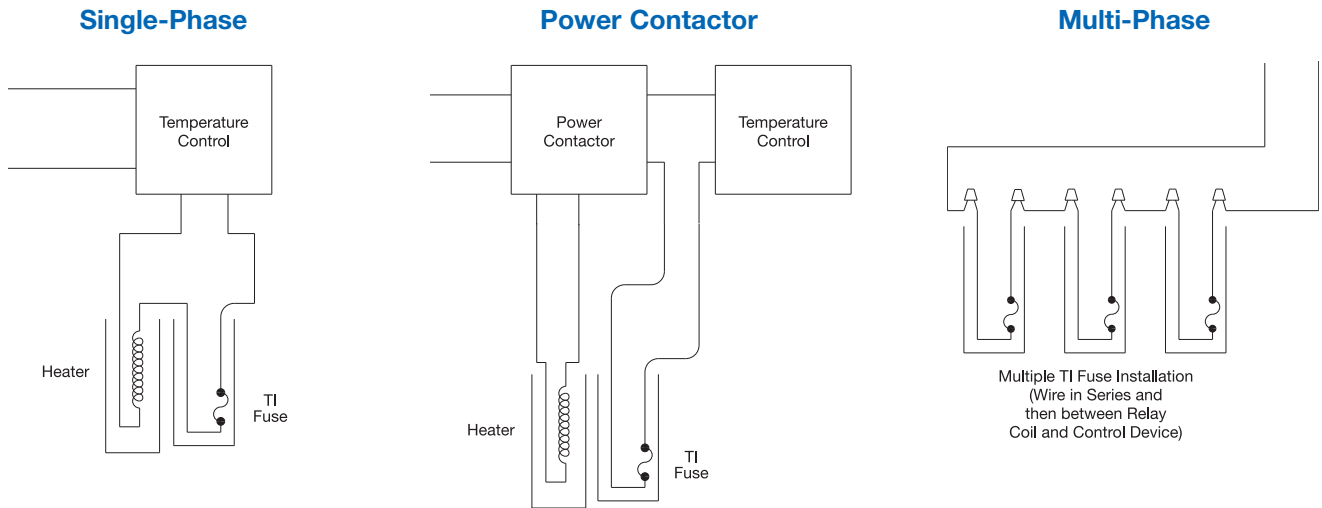 Single-Phase
Temperature
Control
Heater
TI
Fuse
Power Contactor
Power
Contactor
Temperature
Control
Heater
TI
Fuse
Multi-Phase
Multiple TI Fuse Installation
(Wire in Series and
then between Relay
Coil and Control Device)